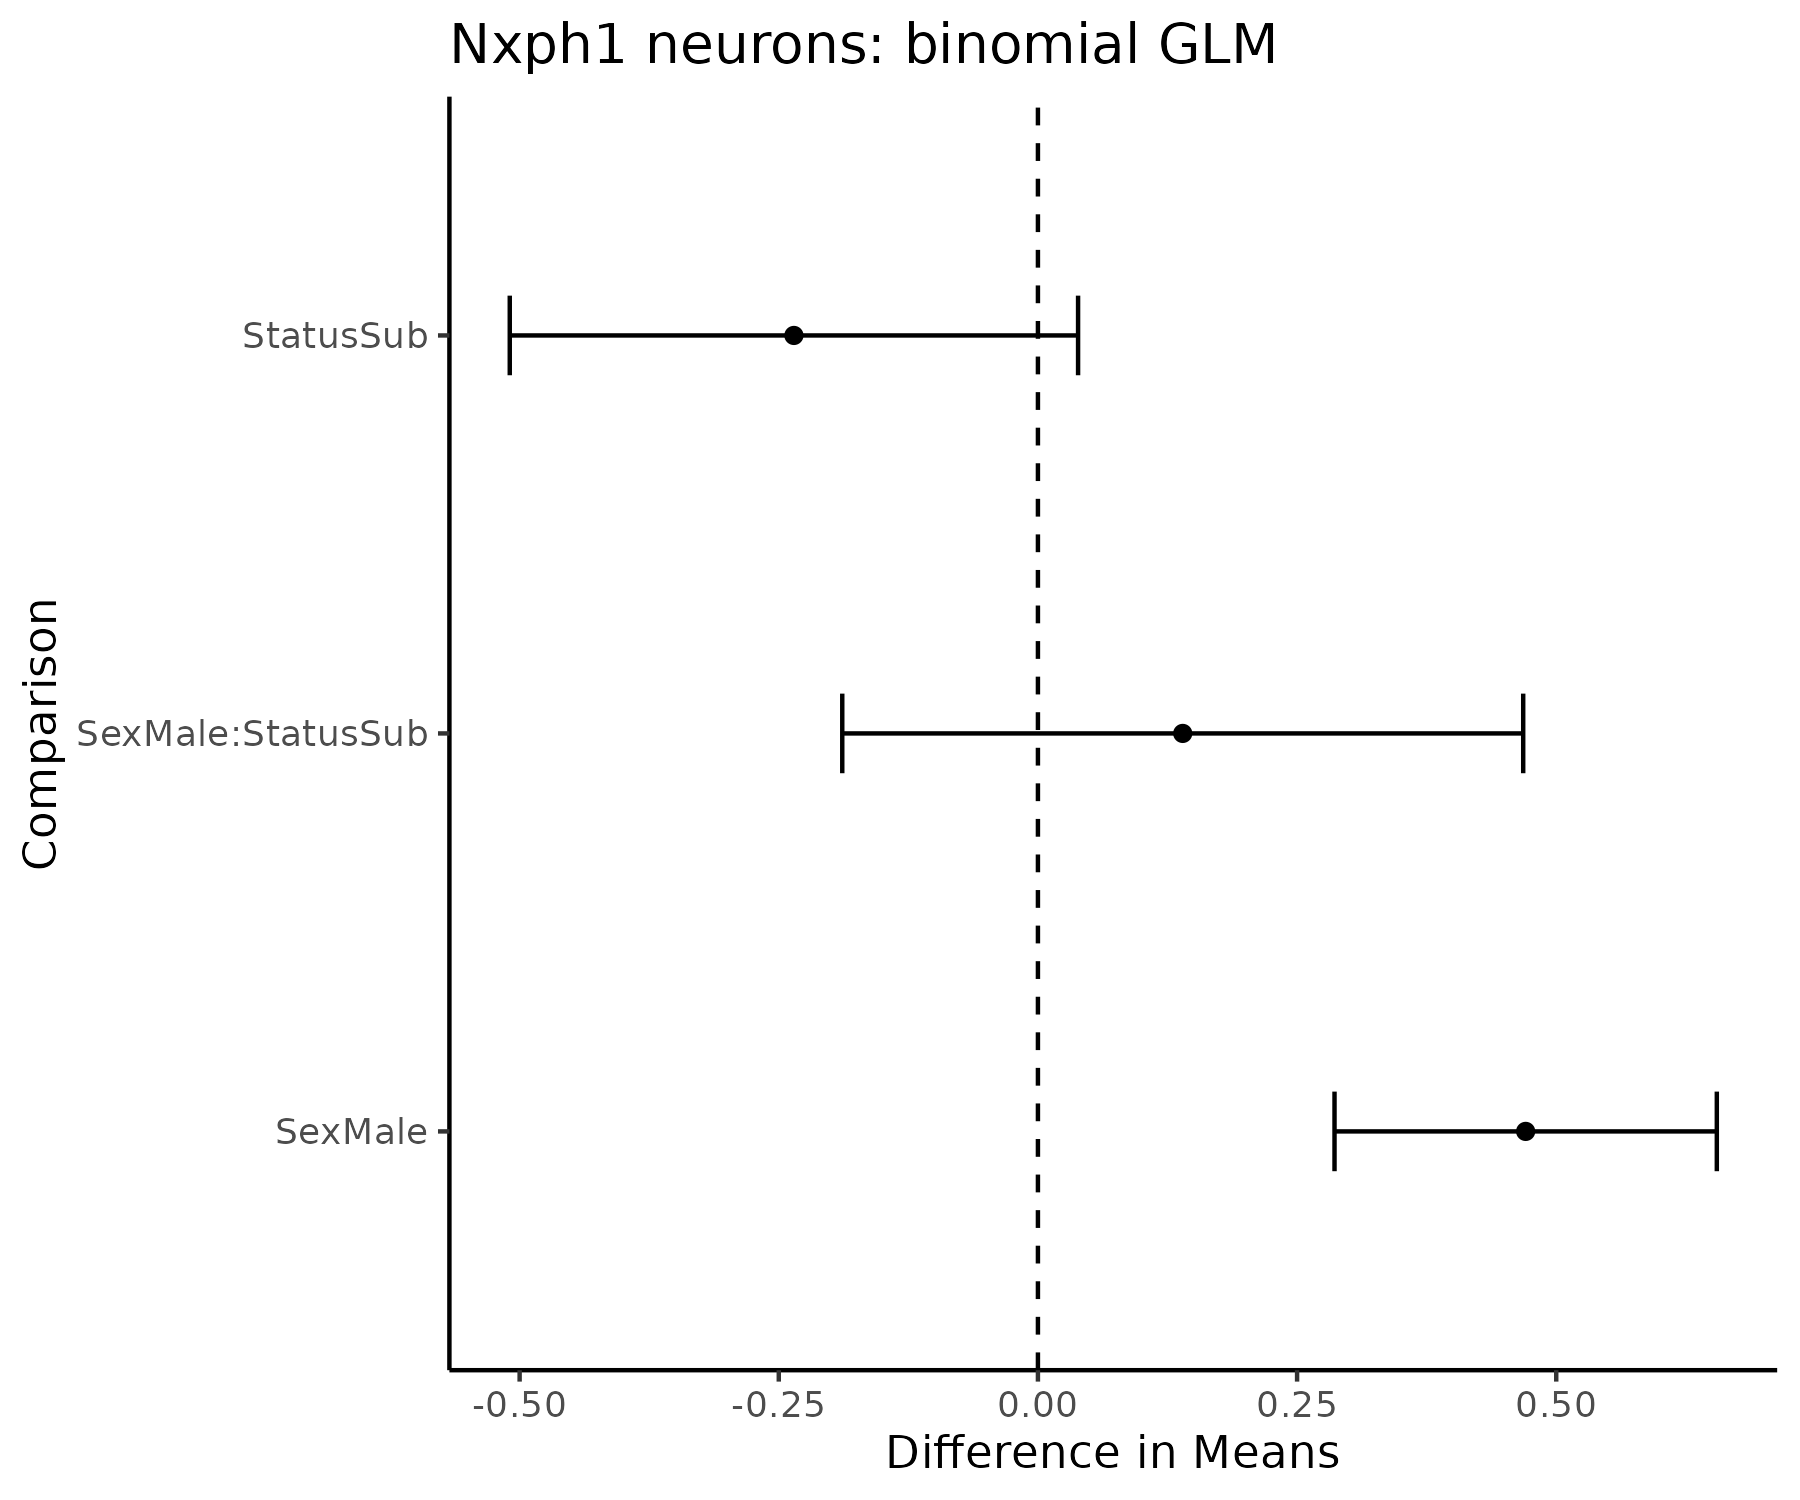 Nxph1 neurons: binomial GLM
Comparison
StatusSub
SexMale:StatusSub
SexMale
-0.50 -0.25 0.00 0.25 0.50
Difference in Means